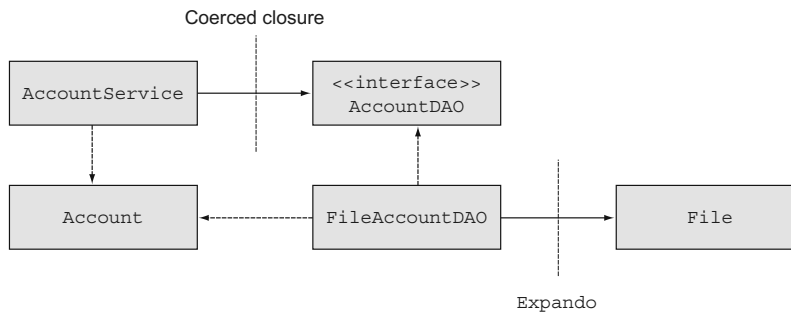 Coerced closure
AccountService
<<interface>>
AccountDAO
Account
FileAccountDAO
File
Expando